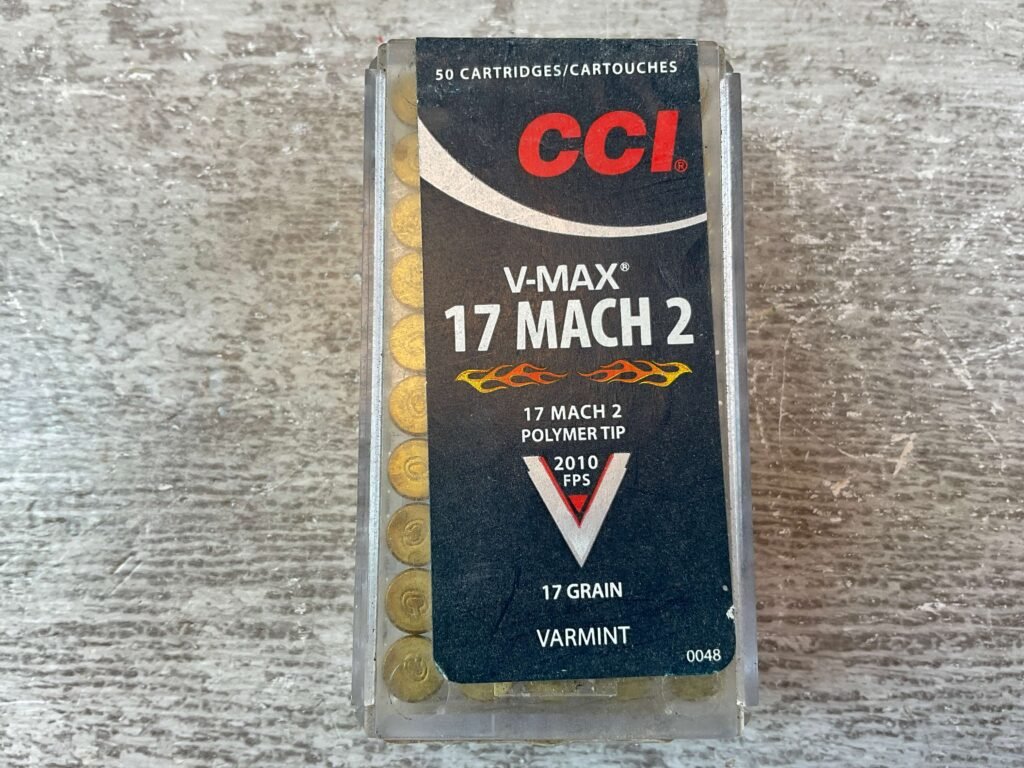 50 CARTRIDGES/CARTOUCHES
CCI®
V-MAX®
17 MACH 2
17 MACH 2
POLYMER TIP
2010
FPS
17 GRAIN
VARMINT
0048